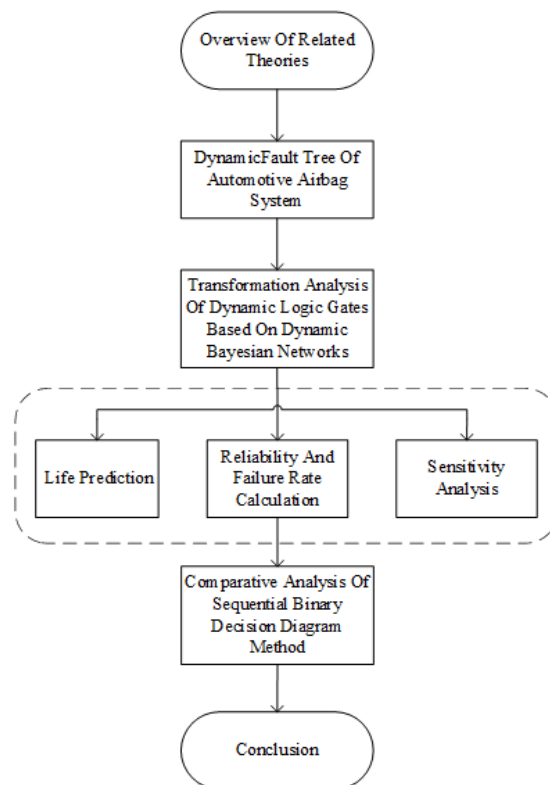 Overview Of Related
Theories
DynamicFault Tree Of
Automotive Airbag
System
Transformation Analysis
Of Dynamic Logic Gates
Based On Dynamic
Bayesian Networks
Life Prediction
Reliability And
Failure Rate
Calculation
Sensitivity
Analysis
Comparative Analysis Of
Sequential Binary
Decision Diagram
Method
Conclusion